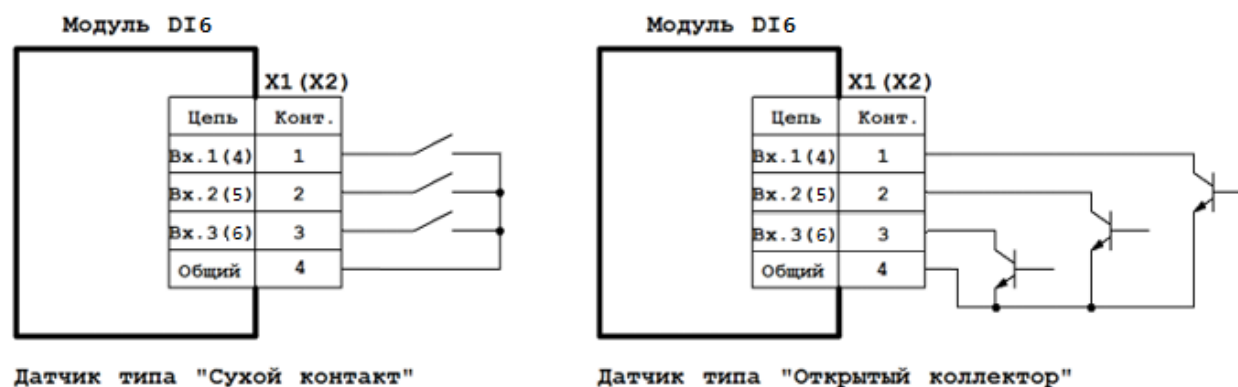 Модуль DI6
X1(X2)
Цепь Конт.
Вх.1(4) 1
Вх.2(5) 2
Вх.3(6) 3
Общий 4
Датчик типа "Сухой контакт"
Модуль DI6
X1(X2)
Цепь Конт.
Вх.1(4) 1
Вх.2(5) 2
Вх.3(6) 3
Общий 4
Датчик типа "Открытый коллектор"